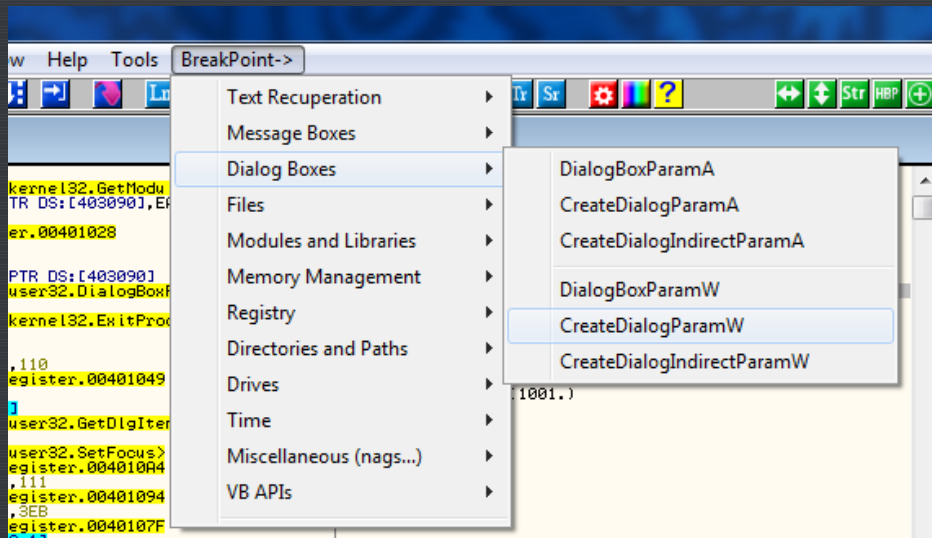 Help Tools BreakPoint->
Tr Sr ? Str HBP
Text Recuperation
Message Boxes
Dialog Boxes
Files
Modules and Libraries
Memory Management
Registry
Directories and Paths
Drives
Time
Miscellaneous (nags...)
VB APIs
DialogBoxParamA
CreateDialogParamA
CreateDialogIndirectParamA
DialogBoxParamW
CreateDialogParamW
CreateDialogIndirectParamW
kernel32.GetModu
TR DS:[403090],EA
er.00401028
PTR DS:[403090]
user32.DialogBoxP
kernel32.ExitProc
,110
egister.00401049
]
user32.GetDlgIter
user32.SetFocus>
egister.004010A4
,111
egister.00401094
,3EB
egister.0040107F
1001.)